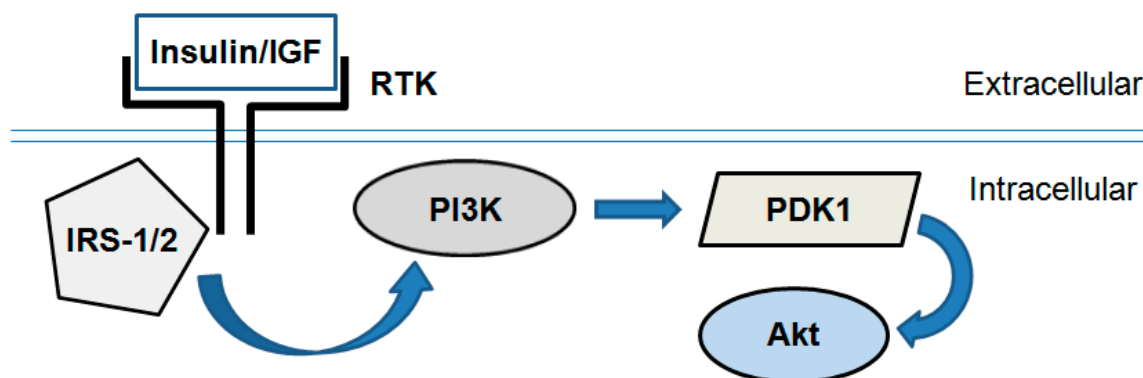 Insulin/IGF
RTK
Extracellular
Intracellular
IRS-1/2
PI3K
PDK1
Akt